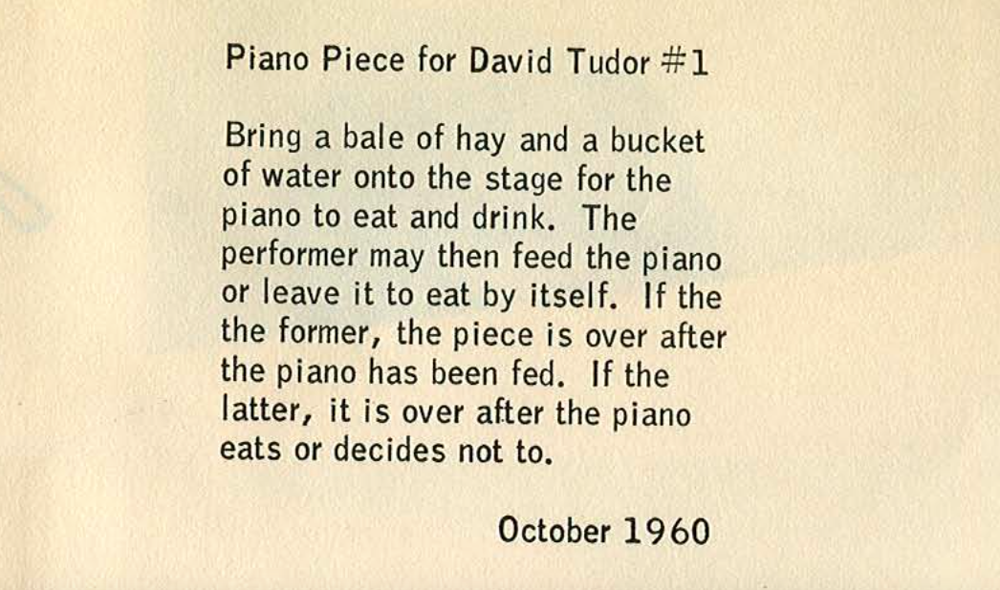 Piano Piece for David Tudor #1
Bring a bale of hay and a bucket
of water onto the stage for the
piano to eat and drink. The
performer may then feed the piano
or leave it to eat by itself. If the
the former, the piece is over after
the piano has been fed. If the
latter, it is over after the piano
eats or decides not to.
October 1960